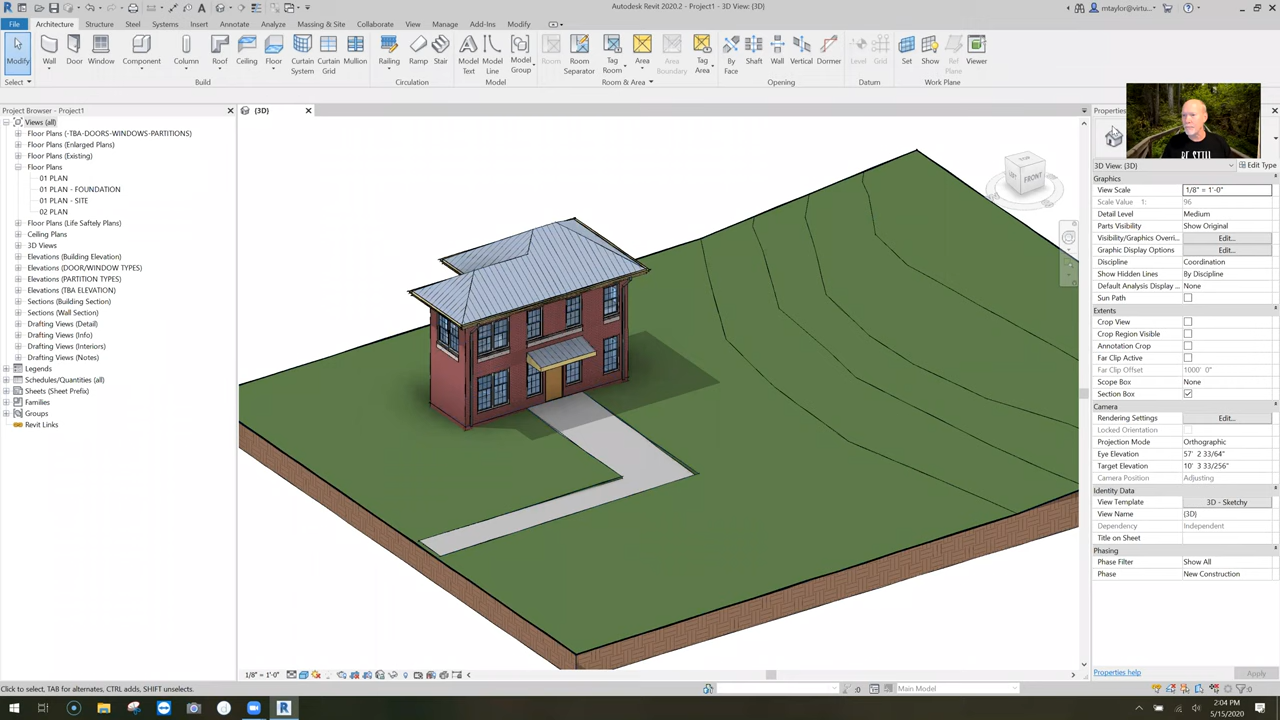 Autodesk Revit 2020.2 - Project1 - 3D View: {3D}
mtaylor@virtu...
File Architecture Structure Steel Systems Insert Annotate Analyze Massing & Site Collaborate View Manage Add-Ins Modify
Modify Wall Door Window Component Column Roof Ceiling Floor Curtain System Curtain Grid Mullion Railing Ramp Stair Model Text Model Line Model Group Room Room Separator Tag Room Area Area Boundary Tag Area By Face Shaft Wall Vertical Dormer Level Grid Set Show Ref Plane Viewer
Select Build Circulation Model Room & Area Opening Datum Work Plane
Project Browser - Project1
{3D}
Properties
BE STILL
Views (all)
Floor Plans (-TBA-DOORS-WINDOWS-PARTITIONS)
Floor Plans (Enlarged Plans)
Floor Plans (Existing)
Floor Plans
01 PLAN
01 PLAN - FOUNDATION
01 PLAN - SITE
02 PLAN
Floor Plans (Life Saftely Plans)
Ceiling Plans
3D Views
Elevations (Building Elevation)
Elevations (DOOR/WINDOW TYPES)
Elevations (PARTITION TYPES)
Elevations (TBA ELEVATION)
Sections (Building Section)
Sections (Wall Section)
Drafting Views (Detail)
Drafting Views (Info)
Drafting Views (Interiors)
Drafting Views (Notes)
Legends
Schedules/Quantities (all)
Sheets (Sheet Prefix)
Families
Groups
Revit Links
TOP
LEFT FRONT
3D View: {3D} Edit Type
Graphics
View Scale 1/8" = 1'-0"
Scale Value 1: 96
Detail Level Medium
Parts Visibility Show Original
Visibility/Graphics Overri... Edit...
Graphic Display Options Edit...
Discipline Coordination
Show Hidden Lines By Discipline
Default Analysis Display ... None
Sun Path
Extents
Crop View
Crop Region Visible
Annotation Crop
Far Clip Active
Far Clip Offset 1000' 0"
Scope Box None
Section Box
Camera
Rendering Settings Edit...
Locked Orientation
Projection Mode Orthographic
Eye Elevation 57' 2 33/64"
Target Elevation 10' 3 33/256"
Camera Position Adjusting
Identity Data
View Template 3D - Sketchy
View Name {3D}
Dependency Independent
Title on Sheet
Phasing
Phase Filter Show All
Phase New Construction
Properties help Apply
1/8" = 1'-0"
Click to select, TAB for alternates, CTRL adds, SHIFT unselects.
:0 Main Model :0
2:04 PM
5/15/2020